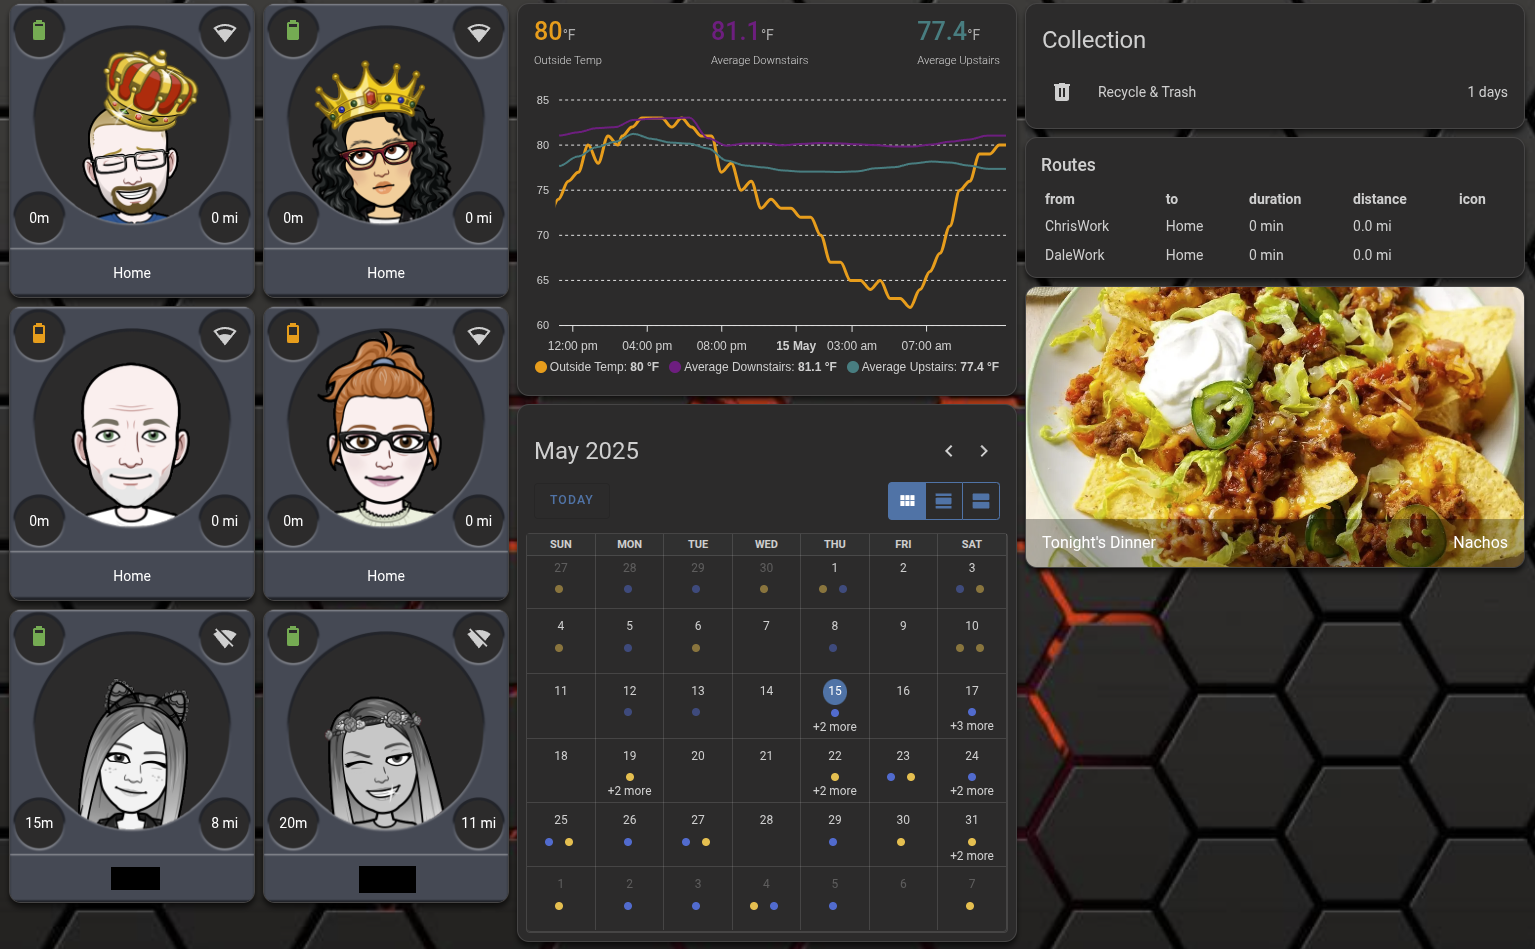 0m
0 mi
Home
0m
0 mi
Home
0m
0 mi
Home
0m
0 mi
Home
15m
8 mi
20m
11 mi
80°F
Outside Temp
81.1°F
Average Downstairs
77.4°F
Average Upstairs
85
80
75
70
65
60
12:00 pm 04:00 pm 08:00 pm 15 May 03:00 am 07:00 am
Outside Temp: 80 °F Average Downstairs: 81.1 °F Average Upstairs: 77.4 °F
May 2025
TODAY
SUN MON TUE WED THU FRI SAT
27 28 29 30 1 2 3
4 5 6 7 8 9 10
11 12 13 14 15 16 17
+2 more +3 more
18 19 20 21 22 23 24
+2 more +2 more +2 more
25 26 27 28 29 30 31
+2 more
1 2 3 4 5 6 7
Collection
Recycle & Trash 1 days
Routes
from to duration distance icon
ChrisWork Home 0 min 0.0 mi
DaleWork Home 0 min 0.0 mi
Tonight's Dinner Nachos